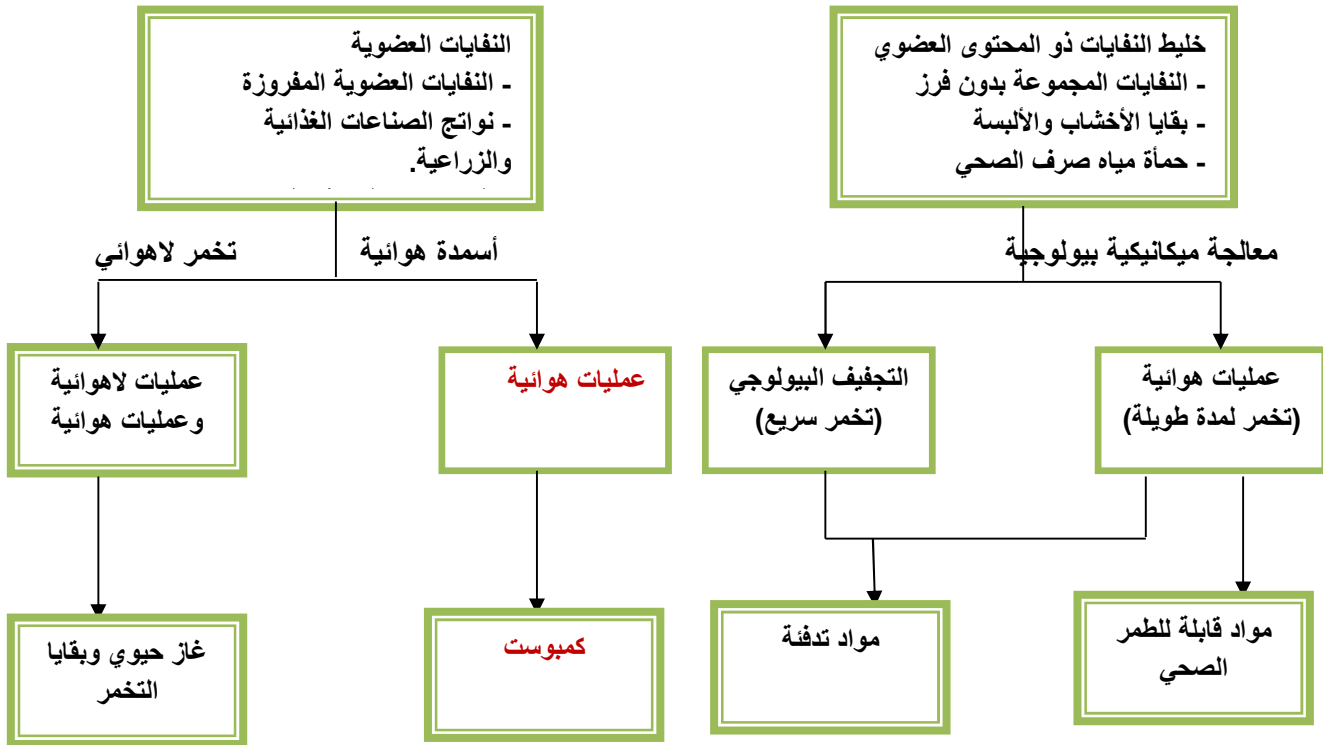 خليط النفايات ذو المحتوى العضوي
- النفايات المجموعة بدون فرز
- بقايا الأخشاب والألبسة
- حمأة مياه صرف الصحي
النفايات العضوية
- النفايات العضوية المفروزة
- نواتج الصناعات الغذائية
والزراعية.
معالجة ميكانيكية بيولوجية
أسمدة هوائية
تخمر لاهوائي
عمليات هوائية
(تخمر لمدة طويلة)
التجفيف البيولوجي
(تخمر سريع)
عمليات هوائية
عمليات لاهوائية
وعمليات هوائية
مواد قابلة للطمر
الصحي
مواد تدفئة
كمبوست
غاز حيوي وبقايا
التخمر